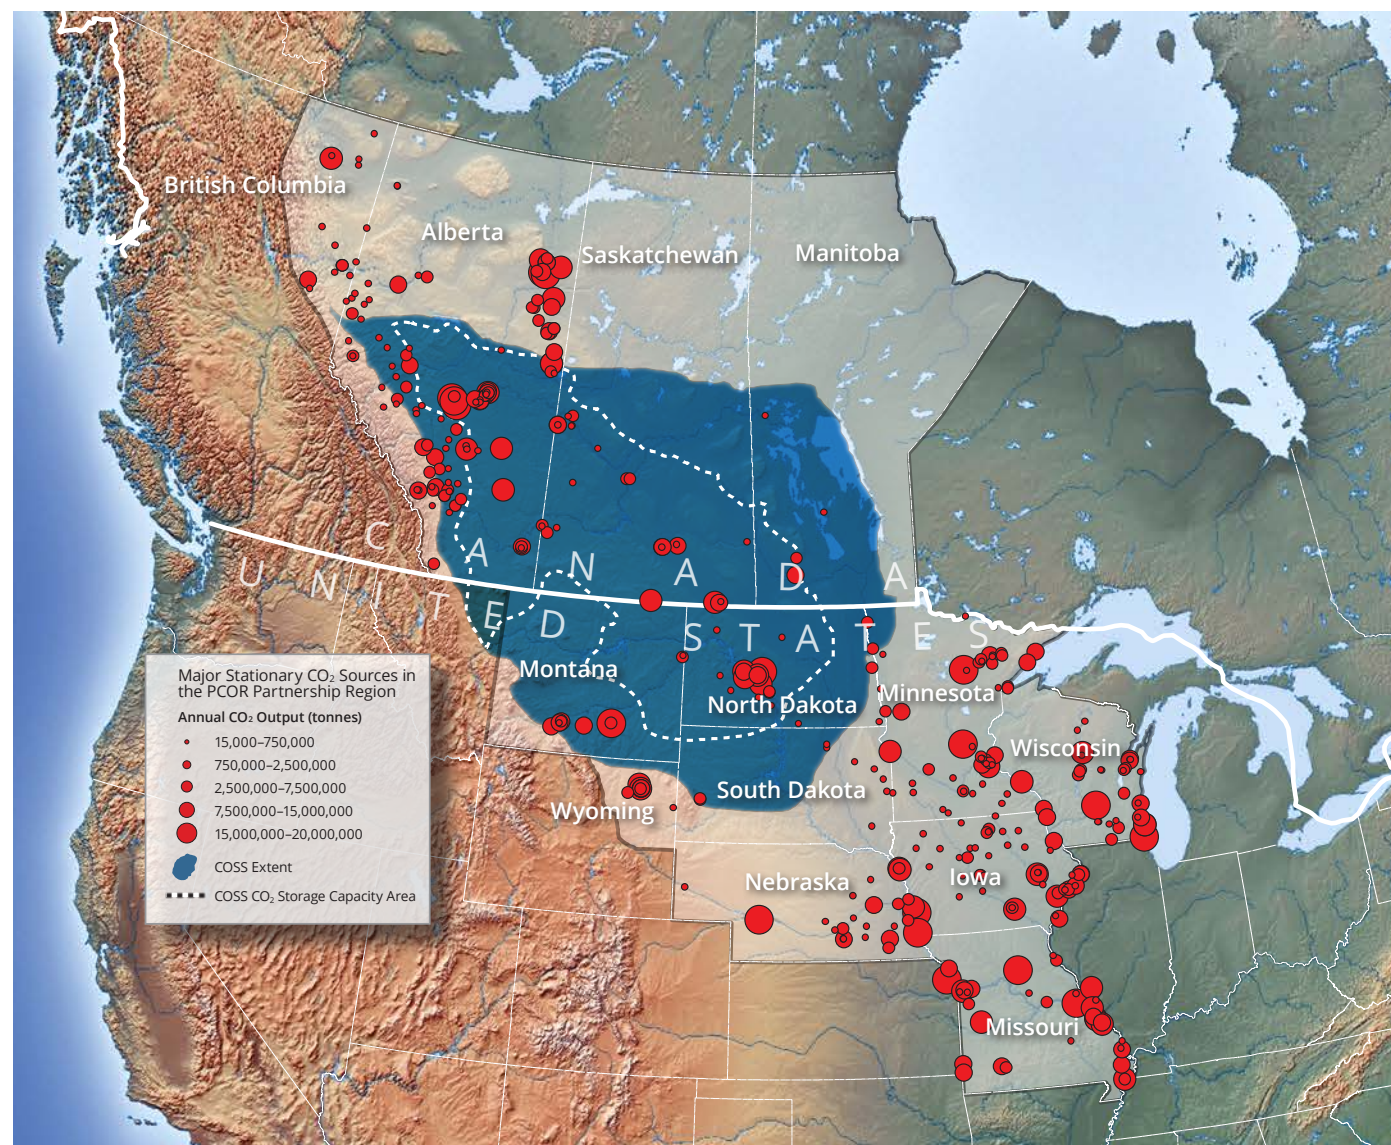 British Columbia
Alberta
Saskatchewan
Manitoba
CANADA
UNITED STATES
Montana
North Dakota
Minnesota
Wisconsin
South Dakota
Wyoming
Nebraska
Iowa
Missouri
Major Stationary CO₂ Sources in
the PCOR Partnership Region
Annual CO₂ Output (tonnes)
15,000–750,000
750,000–2,500,000
2,500,000–7,500,000
7,500,000–15,000,000
15,000,000–20,000,000
COSS Extent
COSS CO₂ Storage Capacity Area